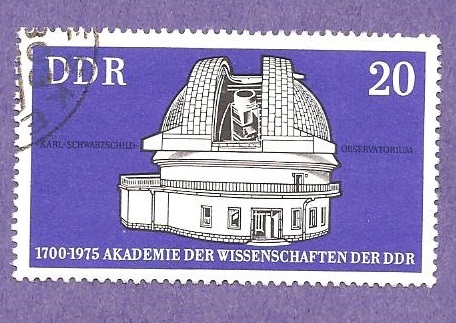 DDR 20
KARL-SCHWARZSCHILD- OBSERVATORIUM
1700-1975 AKADEMIE DER WISSENSCHAFTEN DER DDR